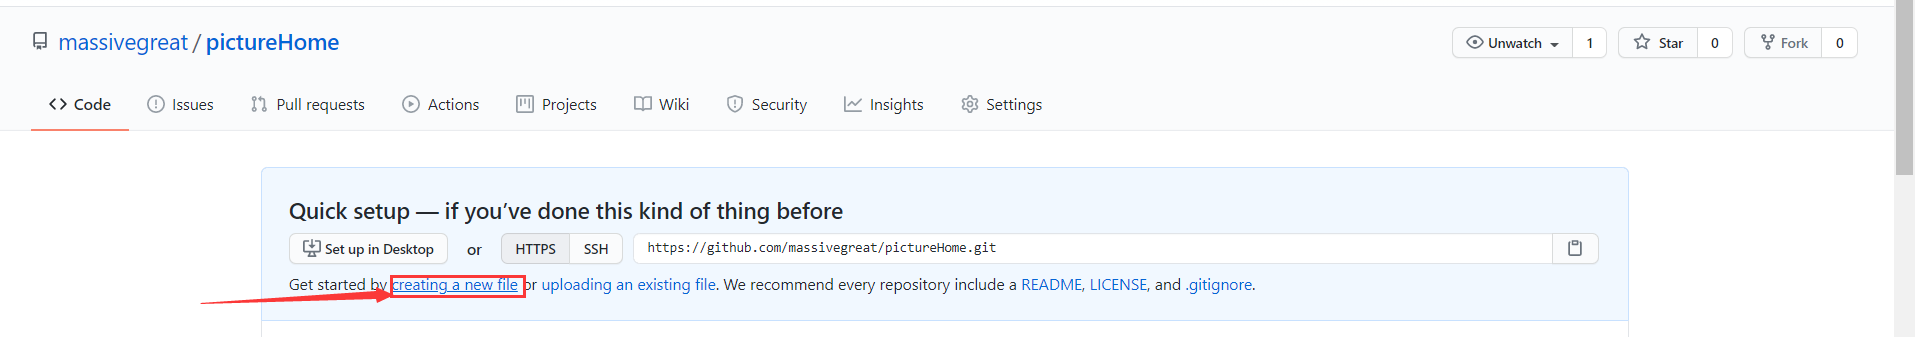 massivegreat / pictureHome
Unwatch 1 Star 0 Fork 0
Code Issues Pull requests Actions Projects Wiki Security Insights Settings
Quick setup — if you’ve done this kind of thing before
Set up in Desktop or HTTPS SSH https://github.com/massivegreat/pictureHome.git
Get started by creating a new file or uploading an existing file. We recommend every repository include a README, LICENSE, and .gitignore.